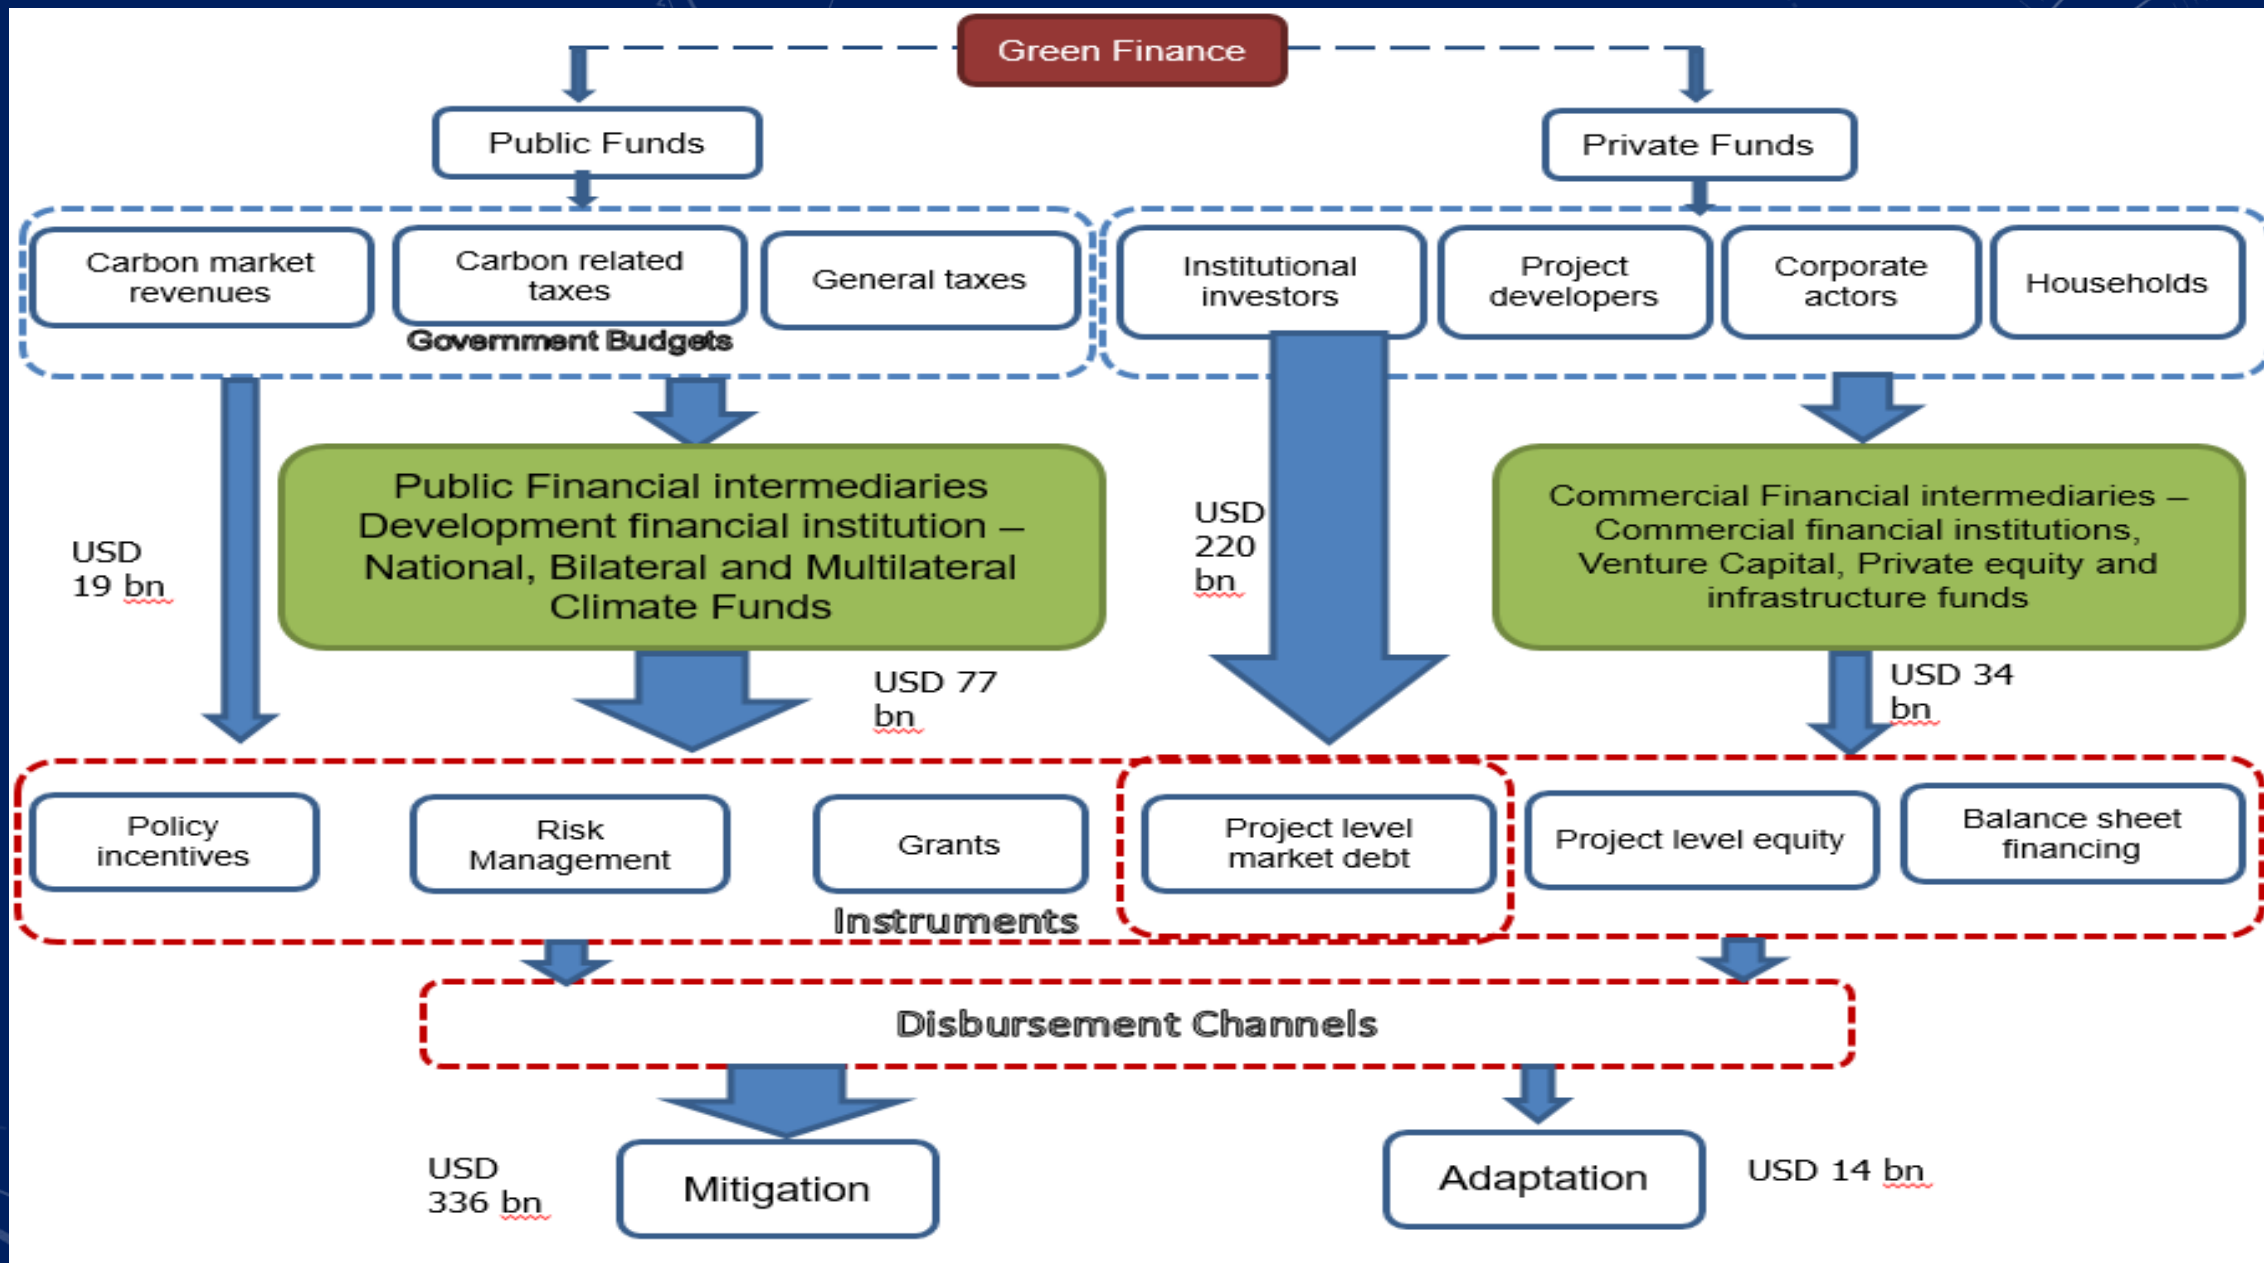 Green Finance
Public Funds
Private Funds
Carbon market
revenues
Carbon related
taxes
General taxes
Government Budgets
Institutional
investors
Project
developers
Corporate
actors
Households
USD
19 bn
Public Financial intermediaries
Development financial institution –
National, Bilateral and Multilateral
Climate Funds
USD 77
bn
USD
220
bn
Commercial Financial intermediaries –
Commercial financial institutions,
Venture Capital, Private equity and
infrastructure funds
USD 34
bn
Policy
incentives
Risk
Management
Grants
Project level
market debt
Project level equity
Balance sheet
financing
Instruments
Disbursement Channels
USD
336 bn
Mitigation
Adaptation
USD 14 bn